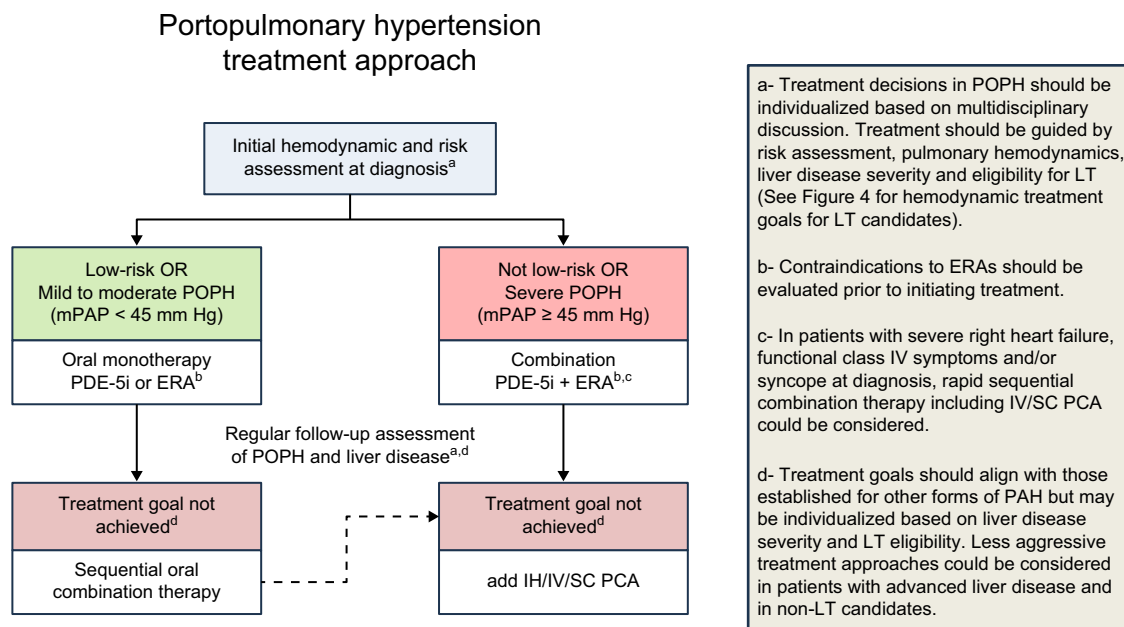 Portopulmonary hypertension
treatment approach
Initial hemodynamic and risk
assessment at diagnosisᵃ
Low-risk OR
Mild to moderate POPH
(mPAP < 45 mm Hg)
Oral monotherapy
PDE-5i or ERAᵇ
Not low-risk OR
Severe POPH
(mPAP ≥ 45 mm Hg)
Combination
PDE-5i + ERAᵇ,ᶜ
Regular follow-up assessment
of POPH and liver diseaseᵃ,ᵈ
Treatment goal not
achievedᵈ
Sequential oral
combination therapy
Treatment goal not
achievedᵈ
add IH/IV/SC PCA
a- Treatment decisions in POPH should be
individualized based on multidisciplinary
discussion. Treatment should be guided by
risk assessment, pulmonary hemodynamics,
liver disease severity and eligibility for LT
(See Figure 4 for hemodynamic treatment
goals for LT candidates).
b- Contraindications to ERAs should be
evaluated prior to initiating treatment.
c- In patients with severe right heart failure,
functional class IV symptoms and/or
syncope at diagnosis, rapid sequential
combination therapy including IV/SC PCA
could be considered.
d- Treatment goals should align with those
established for other forms of PAH but may
be individualized based on liver disease
severity and LT eligibility. Less aggressive
treatment approaches could be considered
in patients with advanced liver disease and
in non-LT candidates.